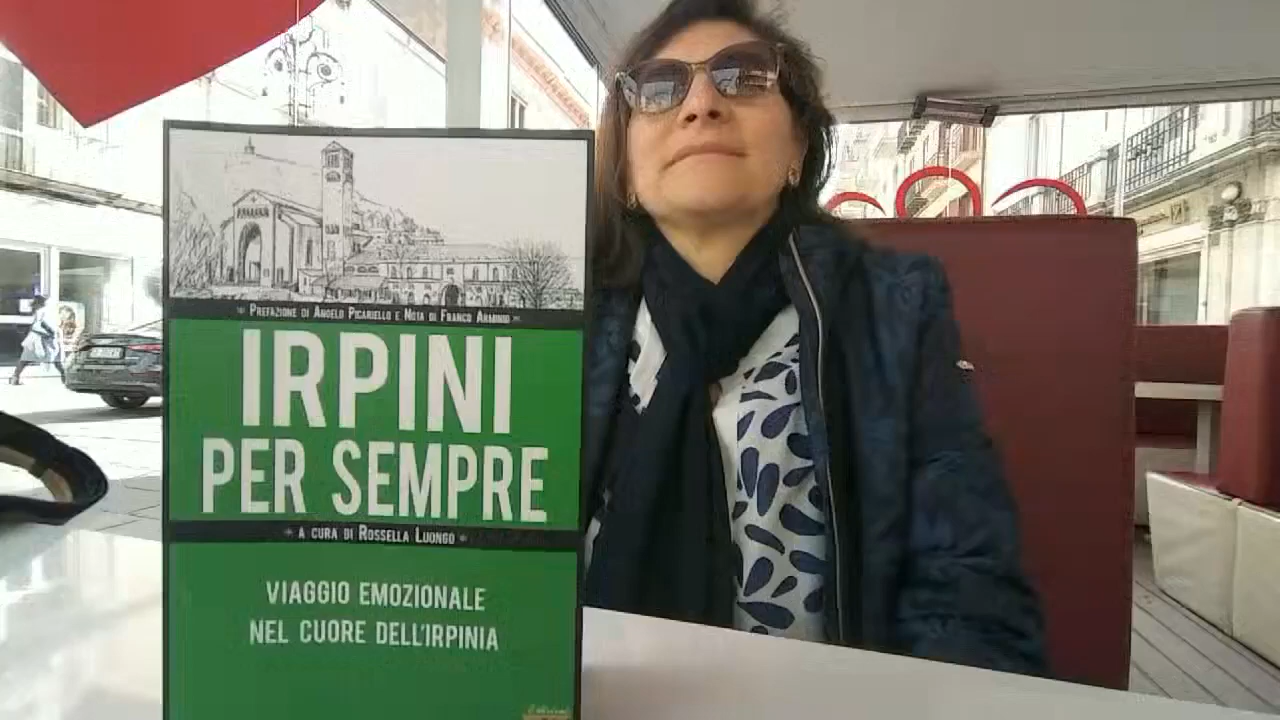 Prefazione di Angelo Picariello e Nota di Franco Arminio
IRPINI
PER SEMPRE
a cura di Rossella Luongo
Viaggio emozionale
nel cuore dell'Irpinia